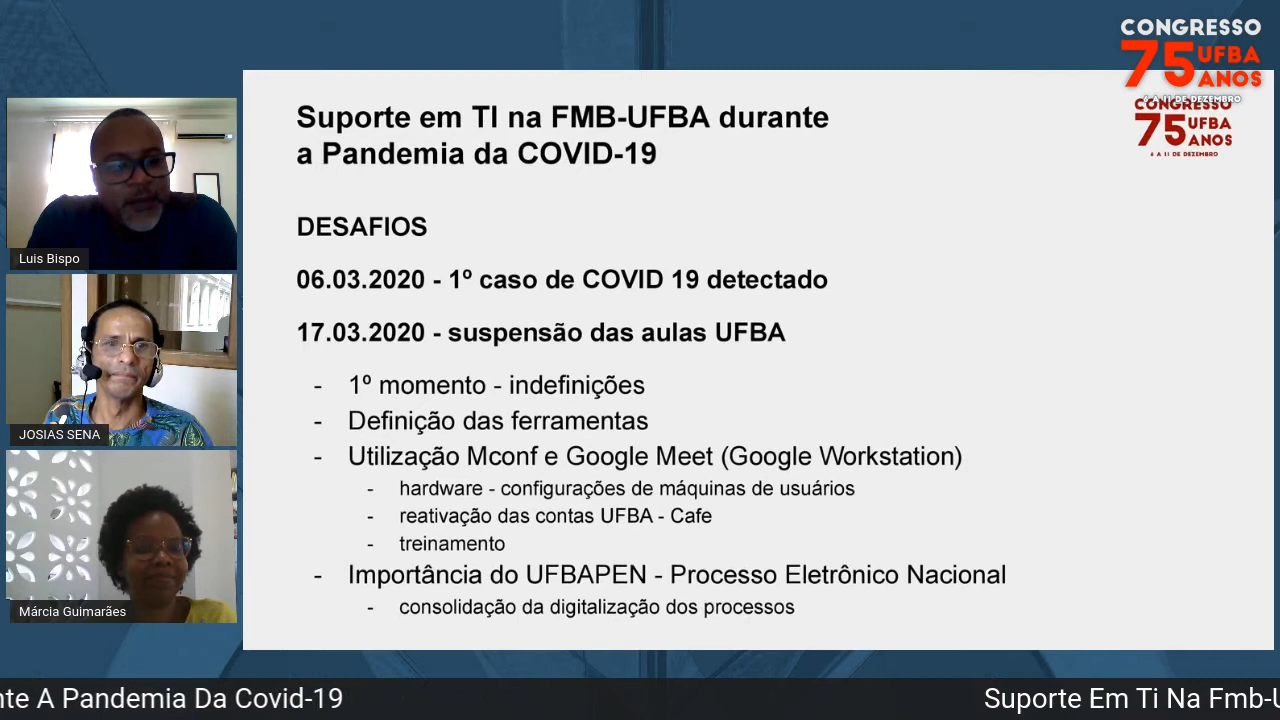 CONGRESSO
75 UFBA
ANOS
6 A 11 DE DEZEMBRO
CONGRESSO
75 UFBA
ANOS
6 A 11 DE DEZEMBRO
Suporte em TI na FMB-UFBA durante
a Pandemia da COVID-19
DESAFIOS
06.03.2020 - 1º caso de COVID 19 detectado
17.03.2020 - suspensão das aulas UFBA
- 1º momento - indefinições
- Definição das ferramentas
- Utilização Mconf e Google Meet (Google Workstation)
- hardware - configurações de máquinas de usuários
- reativação das contas UFBA - Cafe
- treinamento
- Importância do UFBAPEN - Processo Eletrônico Nacional
- consolidação da digitalização dos processos
Luis Bispo
JOSIAS SENA
Márcia Guimarães
nte A Pandemia Da Covid-19
Suporte Em Ti Na Fmb-U